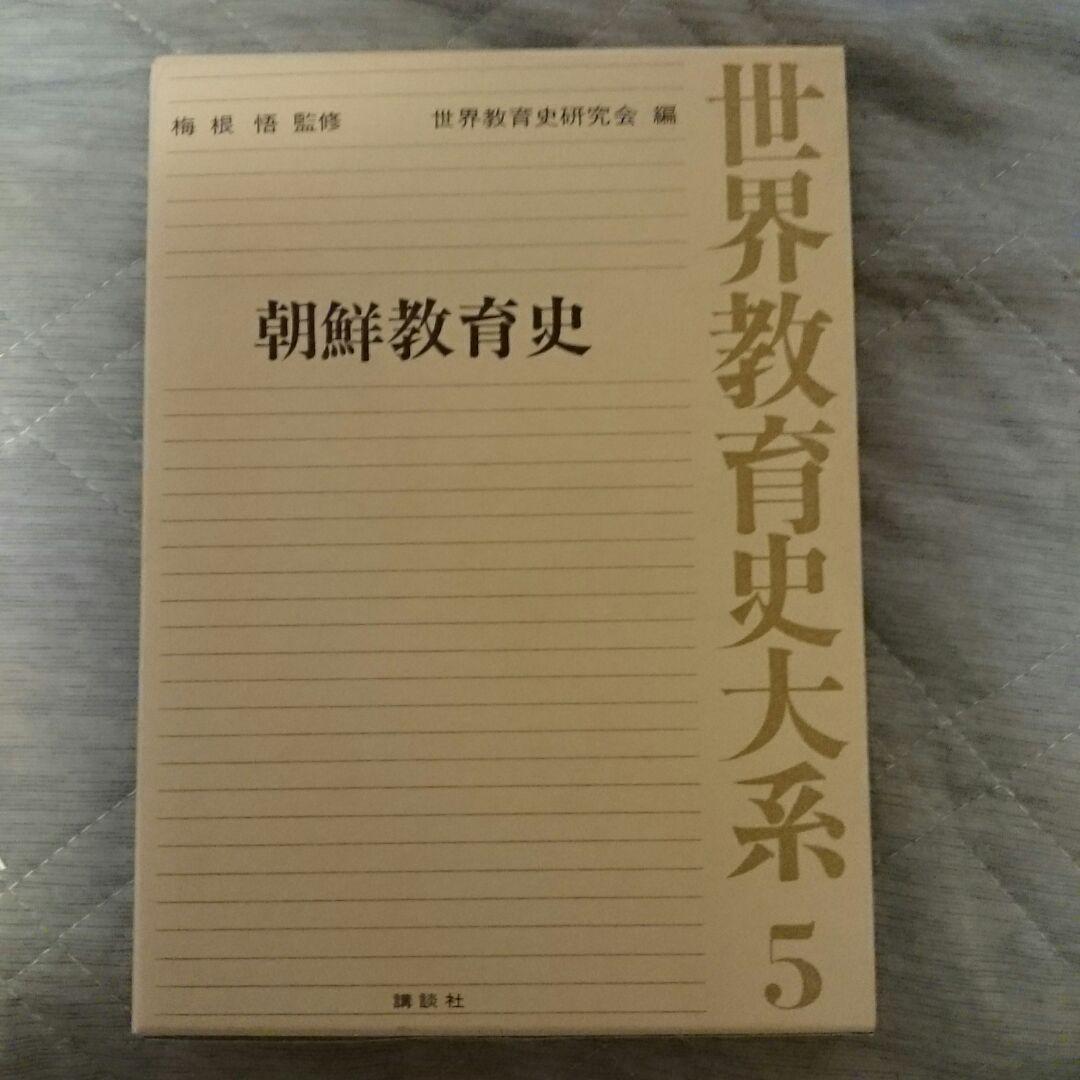 梅根悟 監修 世界教育史研究会 編
世界教育史大系 5
朝鮮教育史
講談社